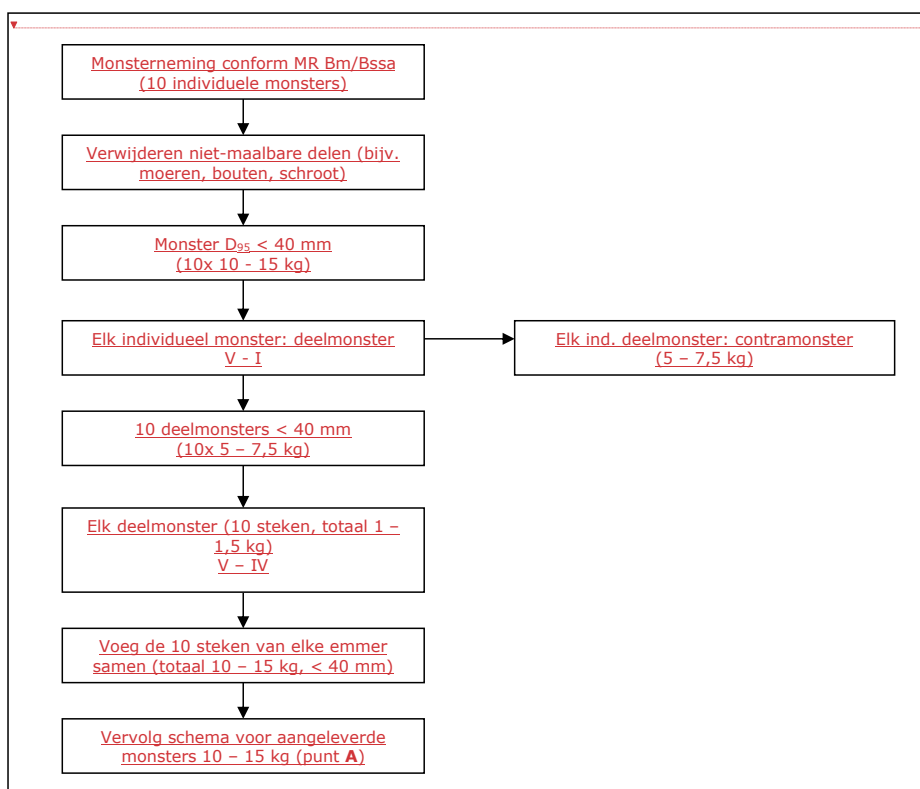 Monsterneming conform MR Bm/Bssa
(10 individuele monsters)
Verwijderen niet-maalbare delen (bijv.
moeren, bouten, schroot)
Monster D₉₅ < 40 mm
(10x 10 - 15 kg)
Elk individueel monster: deelmonster
V - I
Elk ind. deelmonster: contramonster
(5 – 7,5 kg)
10 deelmonsters < 40 mm
(10x 5 – 7,5 kg)
Elk deelmonster (10 steken, totaal 1 –
1,5 kg)
V – IV
Voeg de 10 steken van elke emmer
samen (totaal 10 – 15 kg, < 40 mm)
Vervolg schema voor aangeleverde
monsters 10 – 15 kg (punt A)